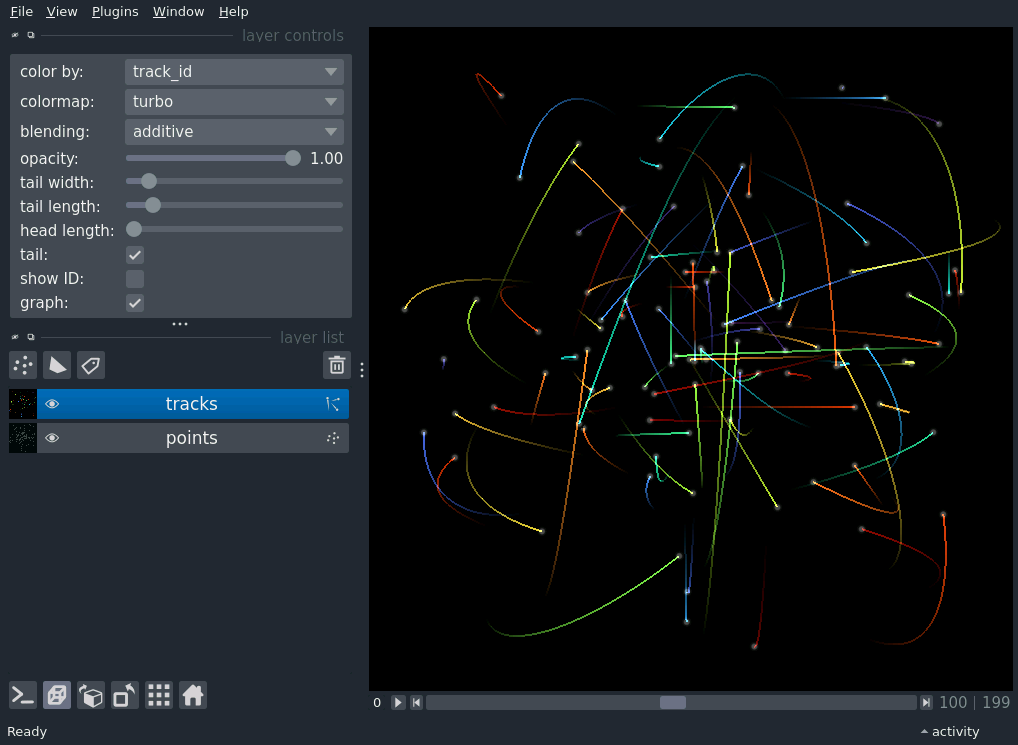 File View Plugins Window Help
layer controls
color by: track_id
colormap: turbo
blending: additive
opacity: 1.00
tail width:
tail length:
head length:
tail:
show ID:
graph:
layer list
tracks
points
0 100 | 199
Ready activity